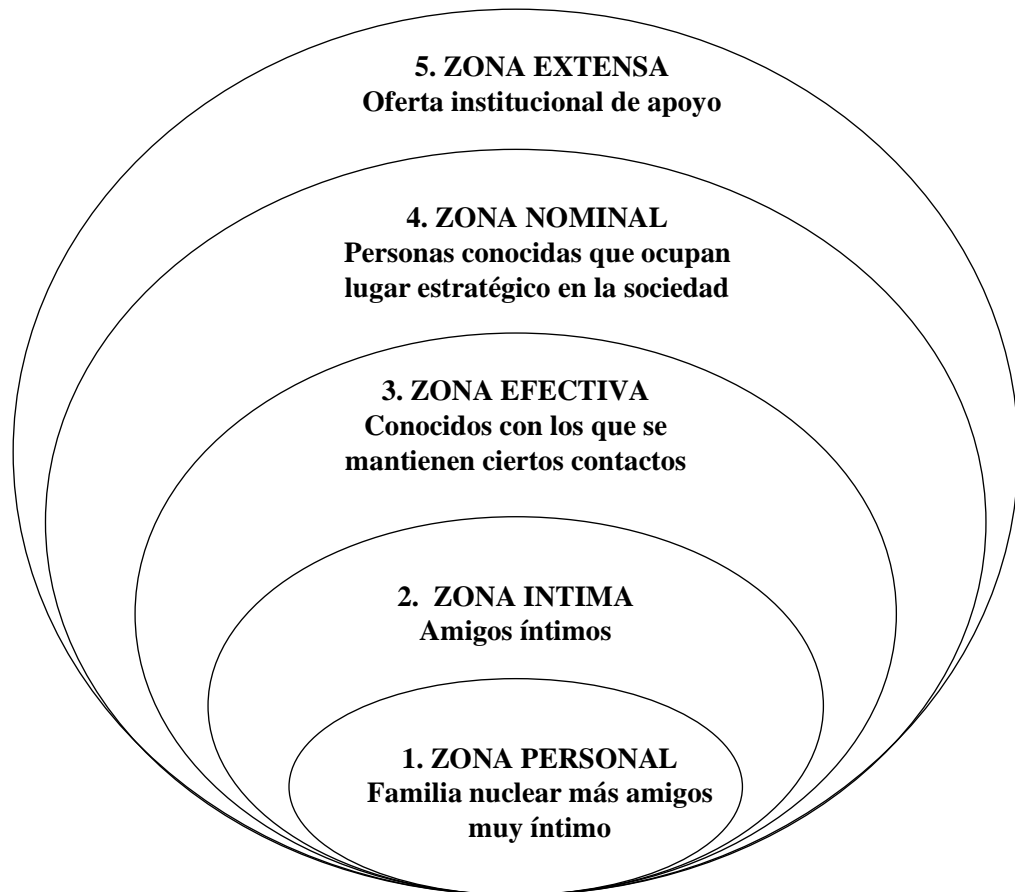 5. ZONA EXTENSA
Oferta institucional de apoyo
4. ZONA NOMINAL
Personas conocidas que ocupan
lugar estratégico en la sociedad
3. ZONA EFECTIVA
Conocidos con los que se
mantienen ciertos contactos
2. ZONA INTIMA
Amigos íntimos
1. ZONA PERSONAL
Familia nuclear más amigos
muy íntimo